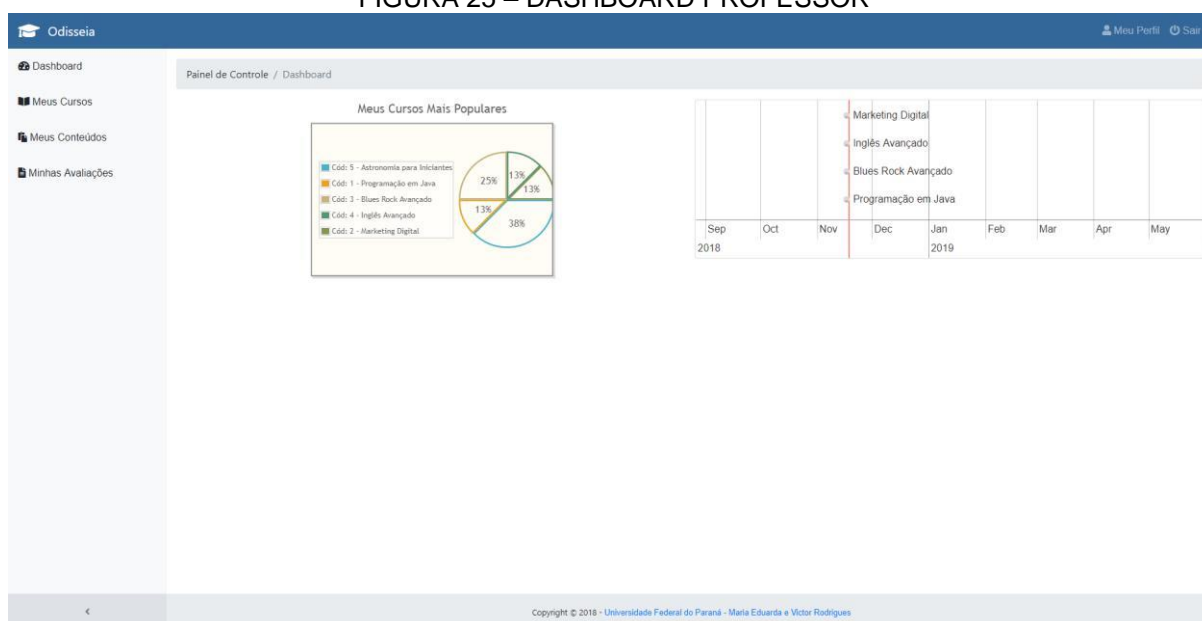 FIGURA 25 – DASHBOARD PROFESSOR
Odisseia
Meu Perfil Sair
Dashboard
Meus Cursos
Meus Conteúdos
Minhas Avaliações
Painel de Controle / Dashboard
Meus Cursos Mais Populares
Cód: 5 - Astronomia para Iniciantes
Cód: 1 - Programação em Java
Cód: 3 - Blues Rock Avançado
Cód: 4 - Inglês Avançado
Cód: 2 - Marketing Digital
25%
13%
13%
13%
38%
Marketing Digital
Inglês Avançado
Blues Rock Avançado
Programação em Java
Sep Oct Nov Dec Jan Feb Mar Apr May
2018 2019
Copyright © 2018 - Universidade Federal do Paraná - Maria Eduarda e Victor Rodrigues